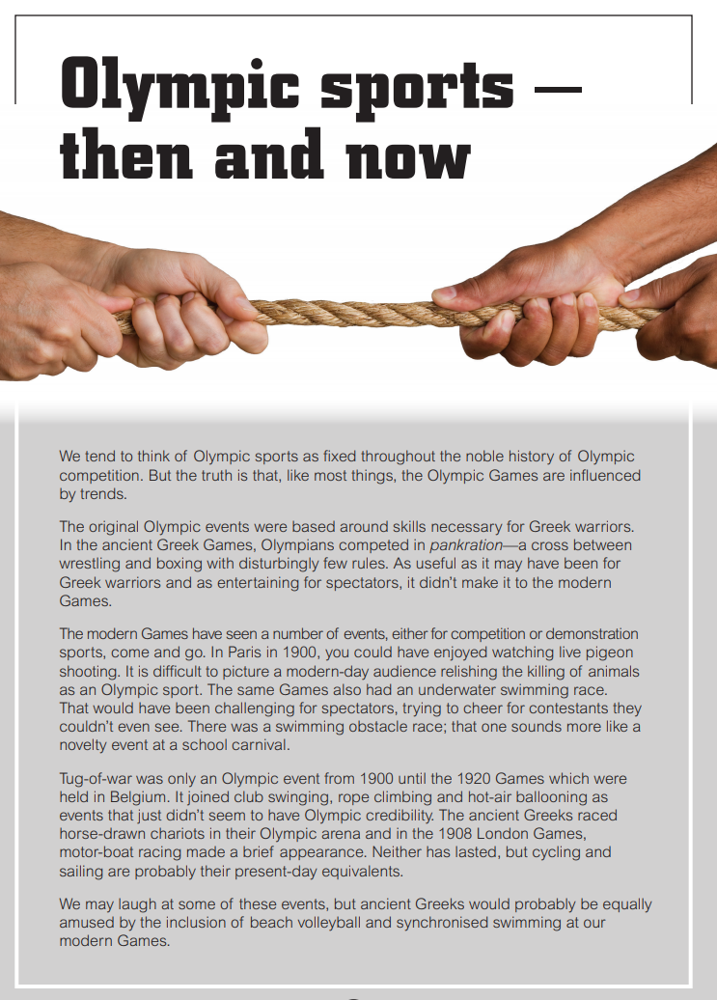 Olympic sports —
then and now
We tend to think of Olympic sports as fixed throughout the noble history of Olympic
competition. But the truth is that, like most things, the Olympic Games are influenced
by trends.
The original Olympic events were based around skills necessary for Greek warriors.
In the ancient Greek Games, Olympians competed in pankration—a cross between
wrestling and boxing with disturbingly few rules. As useful as it may have been for
Greek warriors and as entertaining for spectators, it didn't make it to the modern
Games.
The modern Games have seen a number of events, either for competition or demonstration
sports, come and go. In Paris in 1900, you could have enjoyed watching live pigeon
shooting. It is difficult to picture a modern-day audience relishing the killing of animals
as an Olympic sport. The same Games also had an underwater swimming race.
That would have been challenging for spectators, trying to cheer for contestants they
couldn't even see. There was a swimming obstacle race; that one sounds more like a
novelty event at a school carnival.
Tug-of-war was only an Olympic event from 1900 until the 1920 Games which were
held in Belgium. It joined club swinging, rope climbing and hot-air ballooning as
events that just didn't seem to have Olympic credibility. The ancient Greeks raced
horse-drawn chariots in their Olympic arena and in the 1908 London Games,
motor-boat racing made a brief appearance. Neither has lasted, but cycling and
sailing are probably their present-day equivalents.
We may laugh at some of these events, but ancient Greeks would probably be equally
amused by the inclusion of beach volleyball and synchronised swimming at our
modern Games.